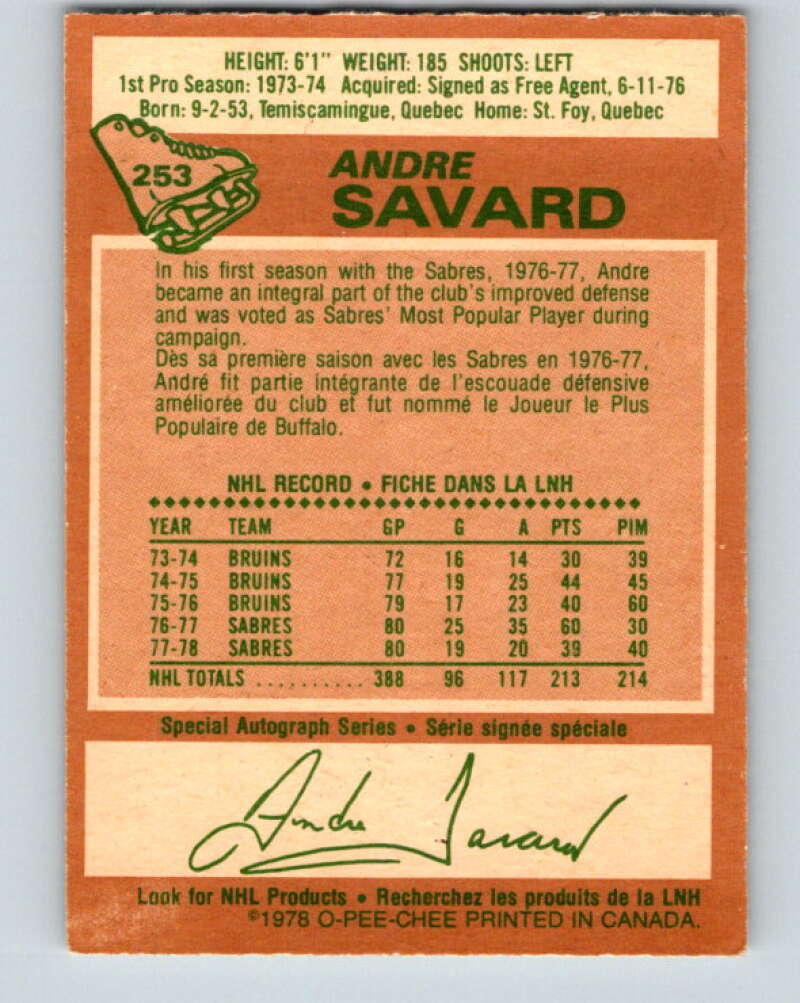 HEIGHT: 6'1" WEIGHT: 185 SHOOTS: LEFT
1st Pro Season: 1973-74 Acquired: Signed as Free Agent, 6-11-76
Born: 9-2-53, Temiscamingue, Quebec Home: St. Foy, Quebec
253
ANDRE
SAVARD
In his first season with the Sabres, 1976-77, Andre
became an integral part of the club's improved defense
and was voted as Sabres' Most Popular Player during
campaign.
Dès sa première saison avec les Sabres en 1976-77,
André fit partie intégrante de l'escouade défensive
améliorée du club et fut nommé le Joueur le Plus
Populaire de Buffalo.
NHL RECORD • FICHE DANS LA LNH
YEAR TEAM GP G A PTS PIM
73-74 BRUINS 72 16 14 30 39
74-75 BRUINS 77 19 25 44 45
75-76 BRUINS 79 17 23 40 60
76-77 SABRES 80 25 35 60 30
77-78 SABRES 80 19 20 39 40
NHL TOTALS .......... 388 96 117 213 214
Special Autograph Series • Série signée spéciale
Andre Savard
Look for NHL Products • Recherchez les produits de la LNH
©1978 O-PEE-CHEE PRINTED IN CANADA.